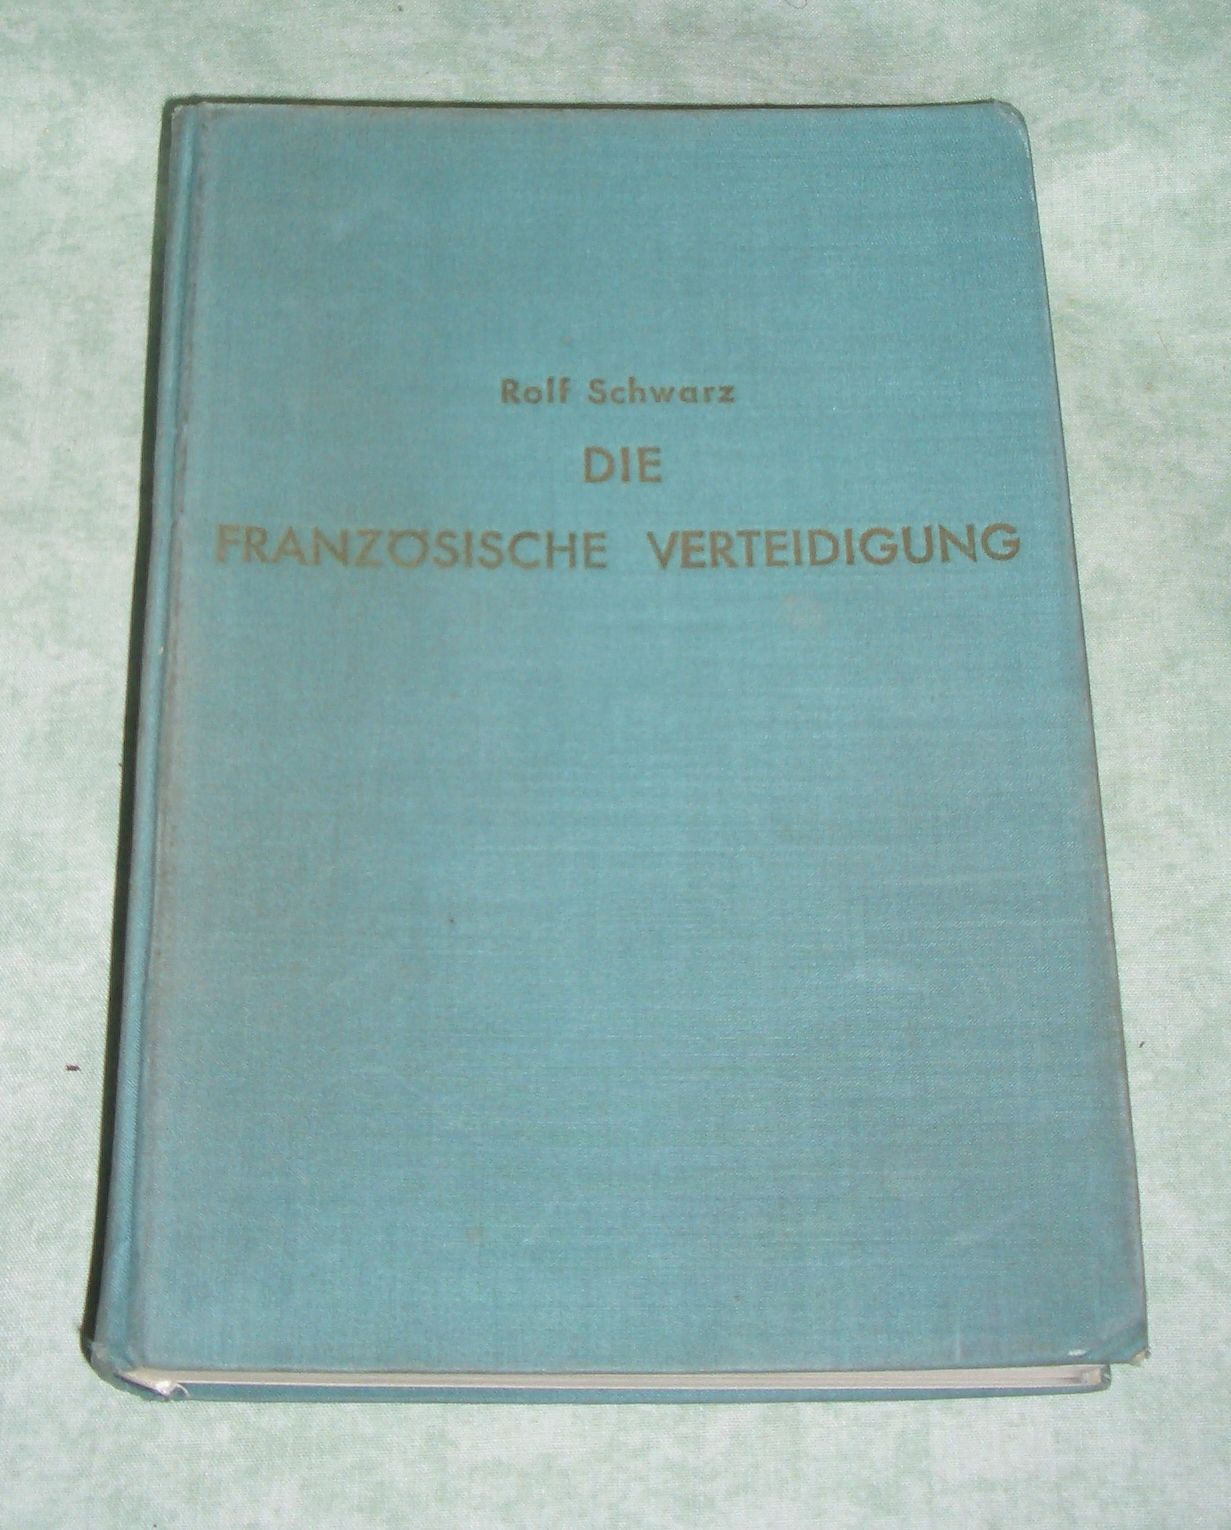 Rolf Schwarz
DIE
FRANZÖSISCHE VERTEIDIGUNG